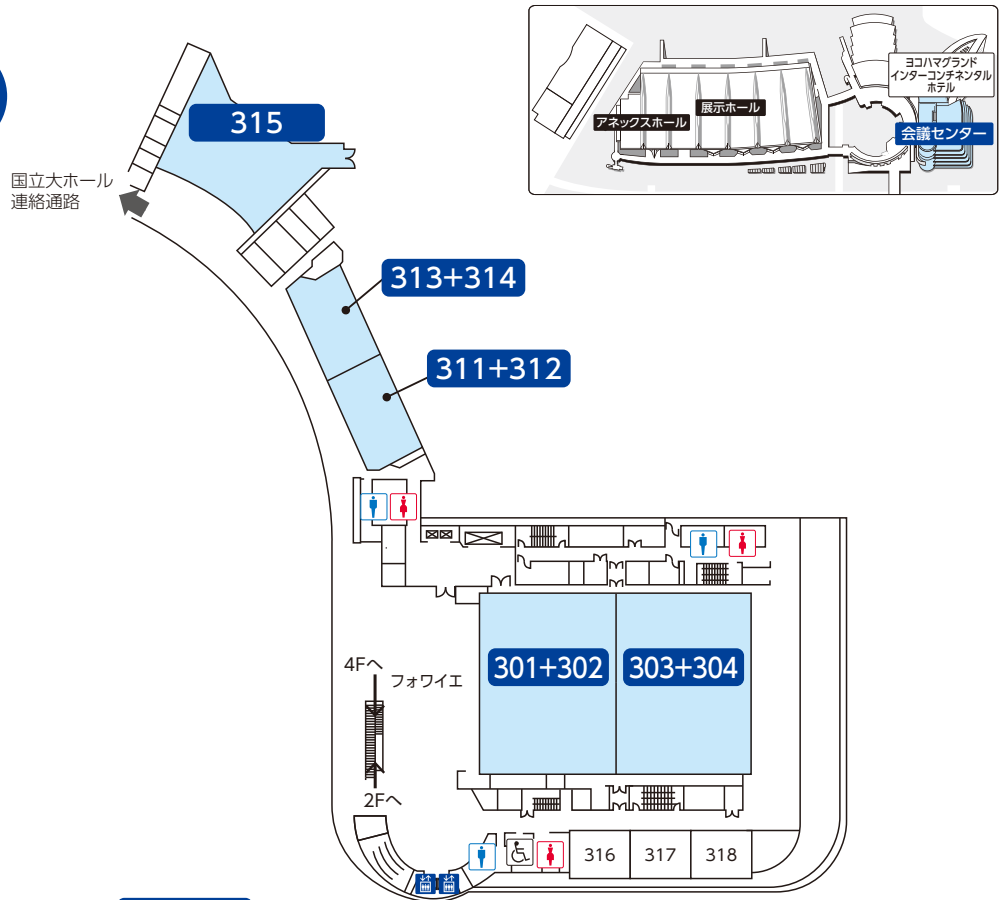 ヨコハマグランド
インターコンチネンタル
ホテル
展示ホール
アネックスホール
会議センター
315
国立大ホール
連絡通路
313+314
311+312
301+302
303+304
4Fへ
フォワイエ
2Fへ
316
317
318